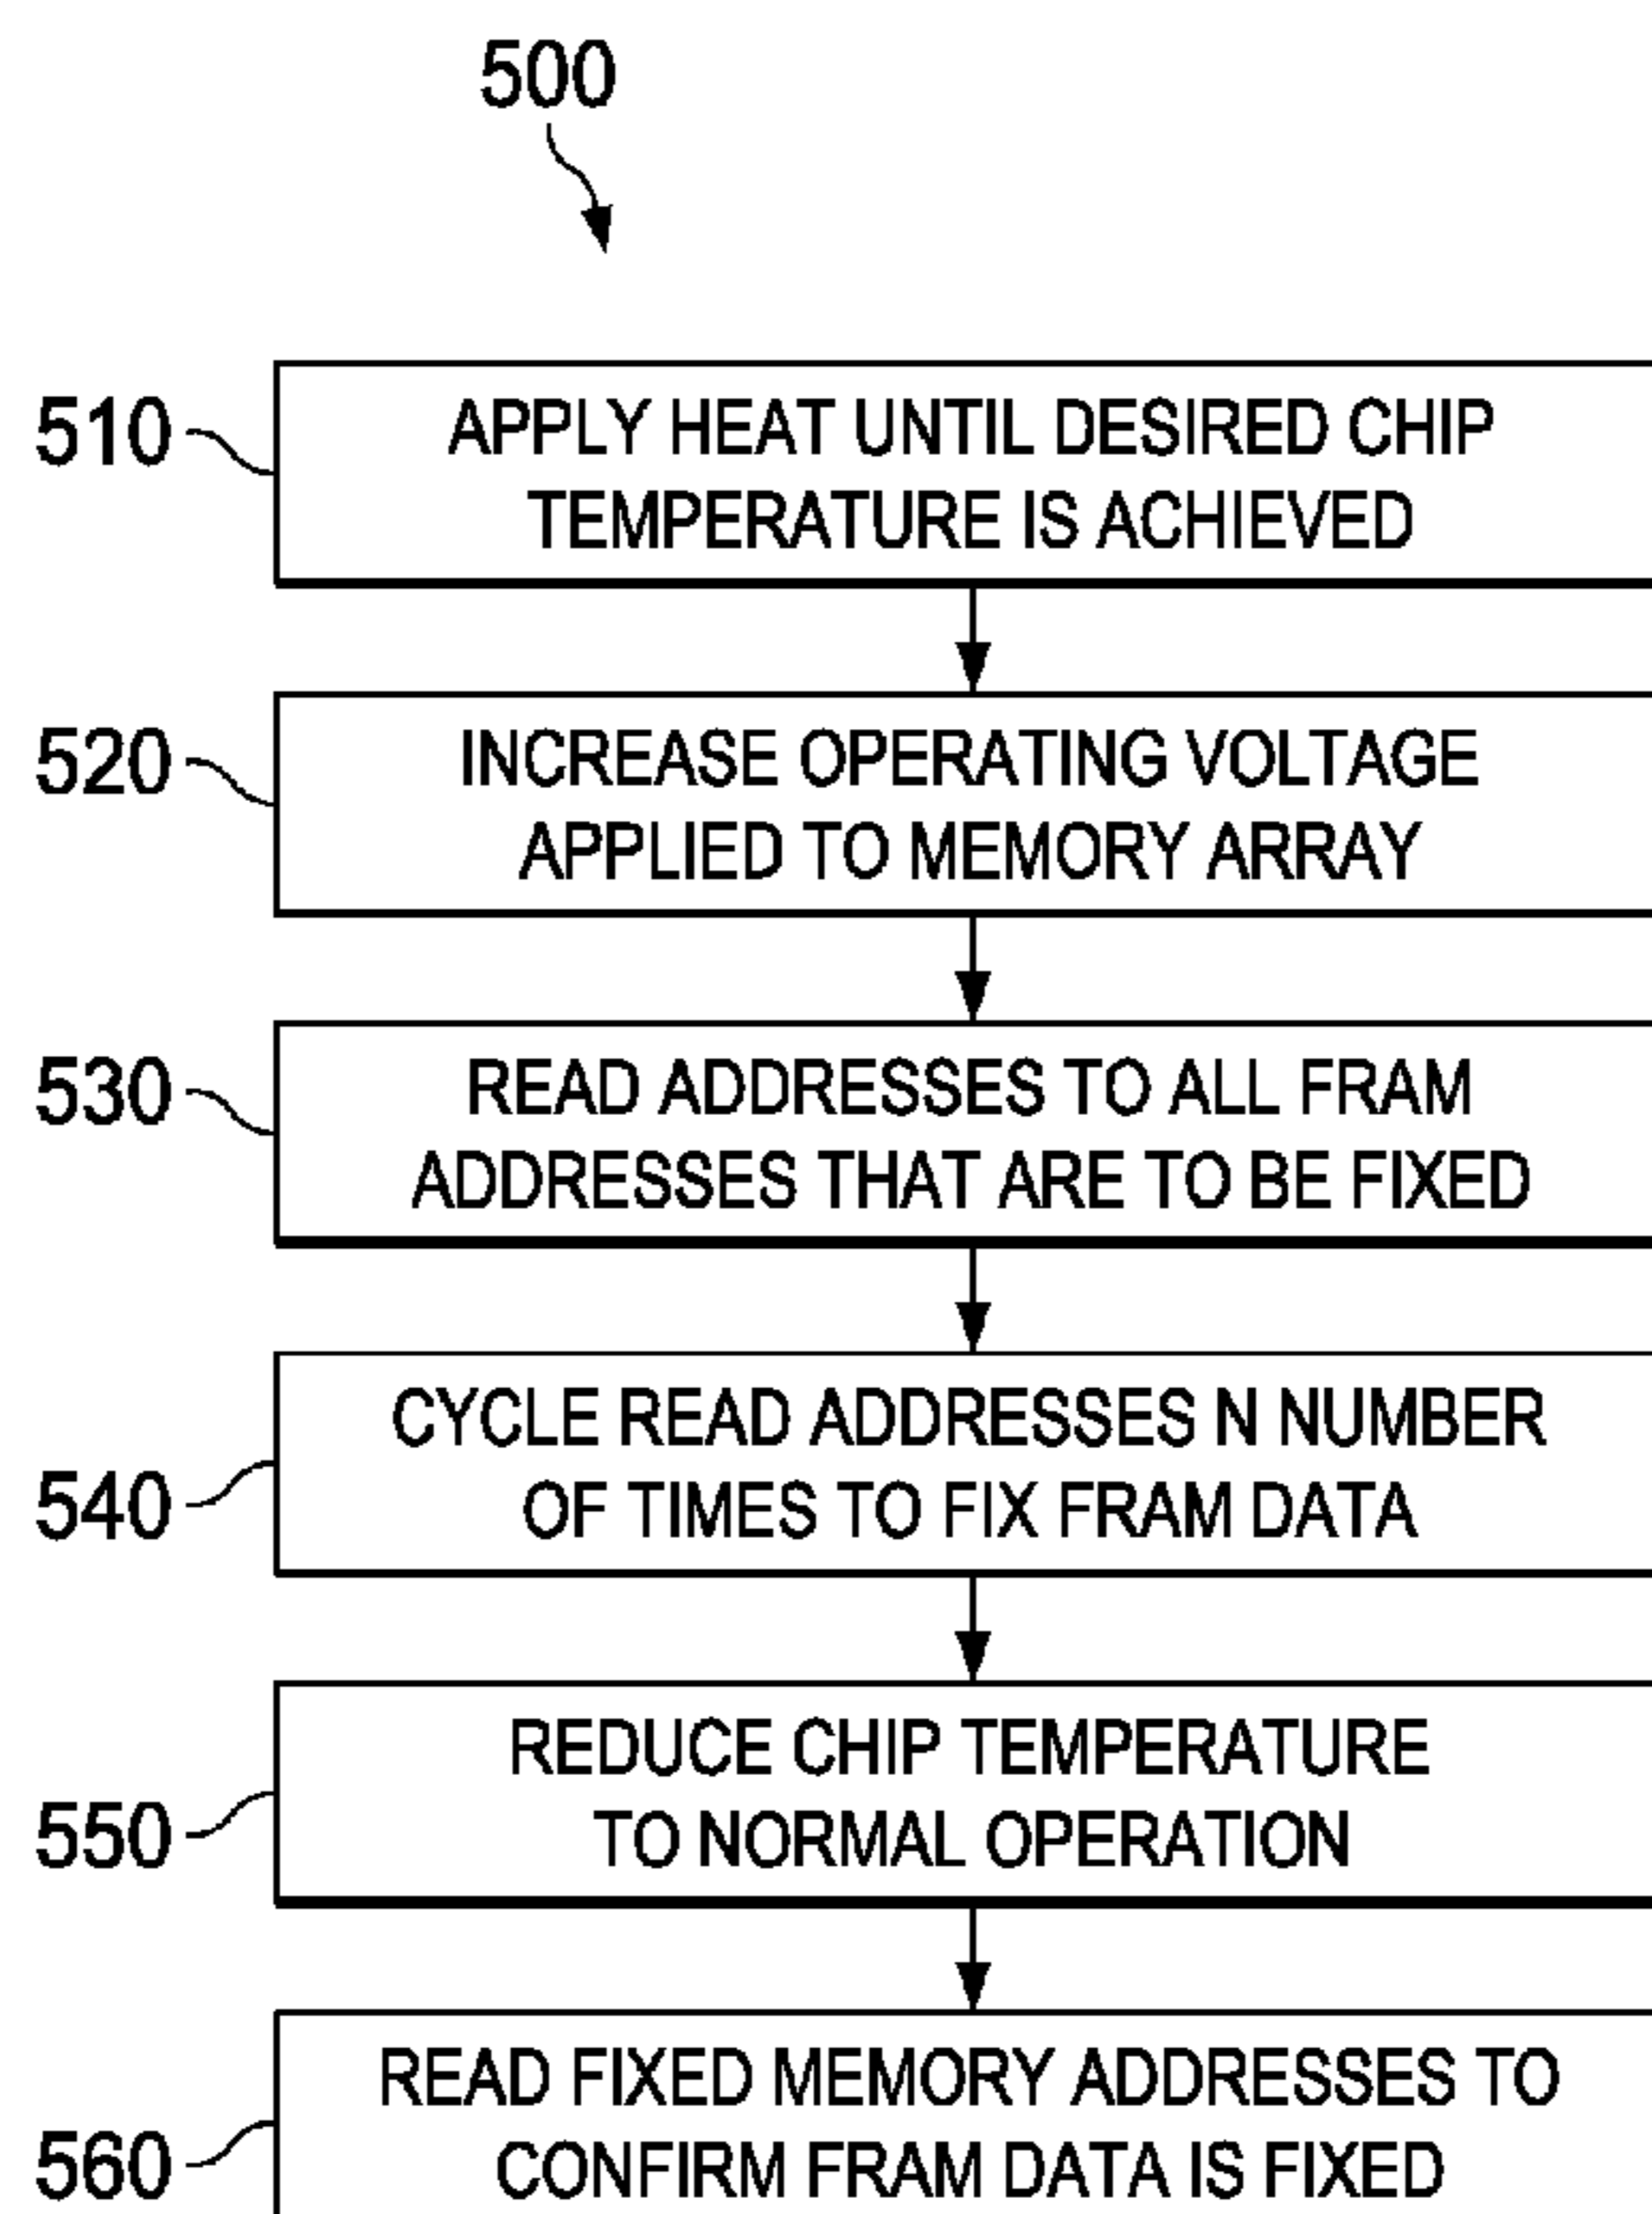 500
510
APPLY HEAT UNTIL DESIRED CHIP
TEMPERATURE IS ACHIEVED
520
INCREASE OPERATING VOLTAGE
APPLIED TO MEMORY ARRAY
530
READ ADDRESSES TO ALL FRAM
ADDRESSES THAT ARE TO BE FIXED
540
CYCLE READ ADDRESSES N NUMBER
OF TIMES TO FIX FRAM DATA
550
REDUCE CHIP TEMPERATURE
TO NORMAL OPERATION
560
READ FIXED MEMORY ADDRESSES TO
CONFIRM FRAM DATA IS FIXED